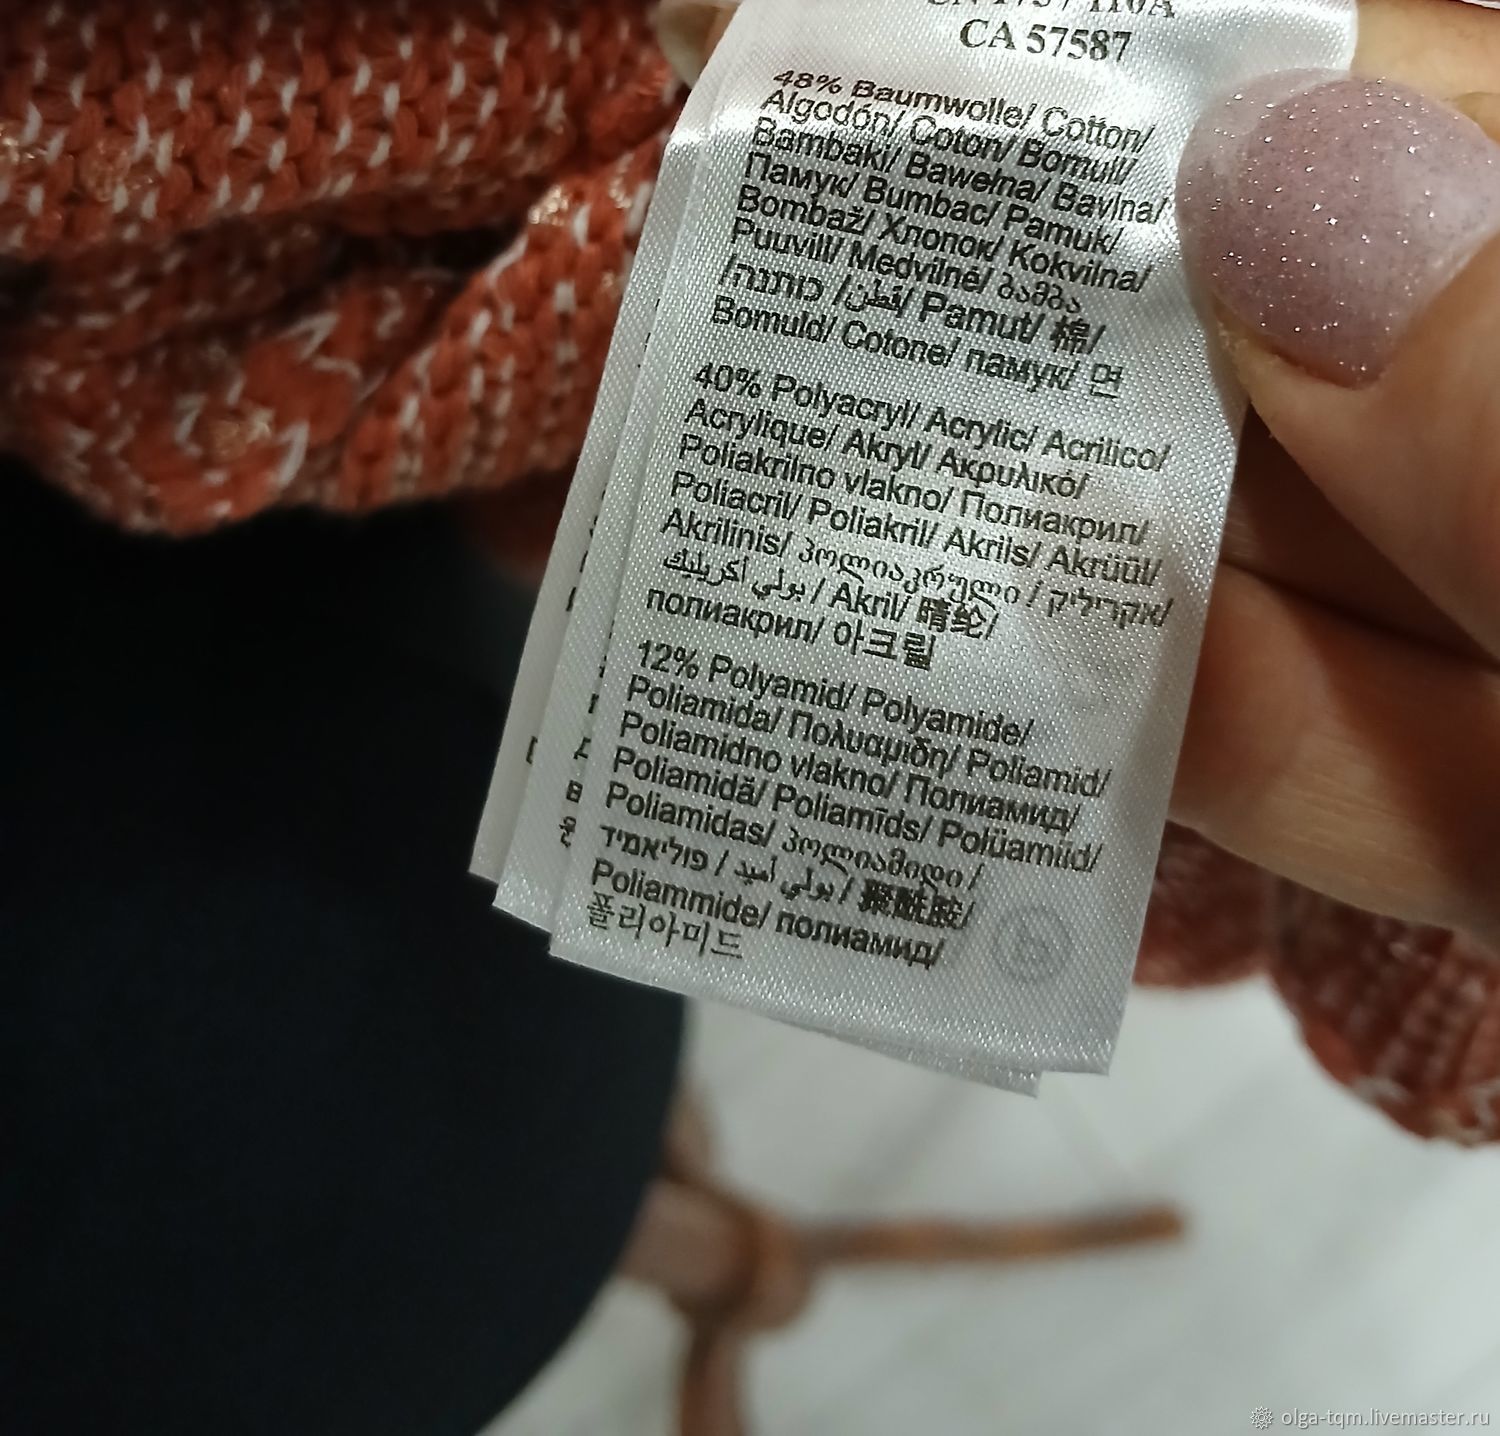 CA 57587
48% Baumwolle/ Cotton/
Algodón/ Coton/ Bomull/
Bambaki/ Bawełna/ Bavlna/
Памук/ Bumbac/ Pamuk/
Bombaž/ Хлопок/ Kokvilna/
Puuvill/ Medvilné/ ბამბა
/כותנה /قطن/ Pamut/ 棉/
Bomuld/ Cotone/ памук/ 면
40% Polyacryl/ Acrylic/ Acrilico/
Acrylique/ Akryl/ Ακρυλικό/
Poliakrilno vlakno/ Полиакрил/
Poliacril/ Poliakril/ Akrils/ Akrüül/
Akrilinis/ პოლიაკრული / אקריליק/
بولي أكريليك / Akril/ 晴纶/
полиакрил/ 아크릴
12% Polyamid/ Polyamide/
Poliamida/ Πολυαμιδη/ Poliamid/
Poliamidno vlakno/ Полиамид/
Poliamidă/ Poliamīds/ Polüamiid/
Poliamidas/ პოლიამიდი /
פוליאמיד / بولي أميد / 聚酰胺/
Poliammide/ полиамид/
폴리아미드
olga-tqm.livemaster.ru